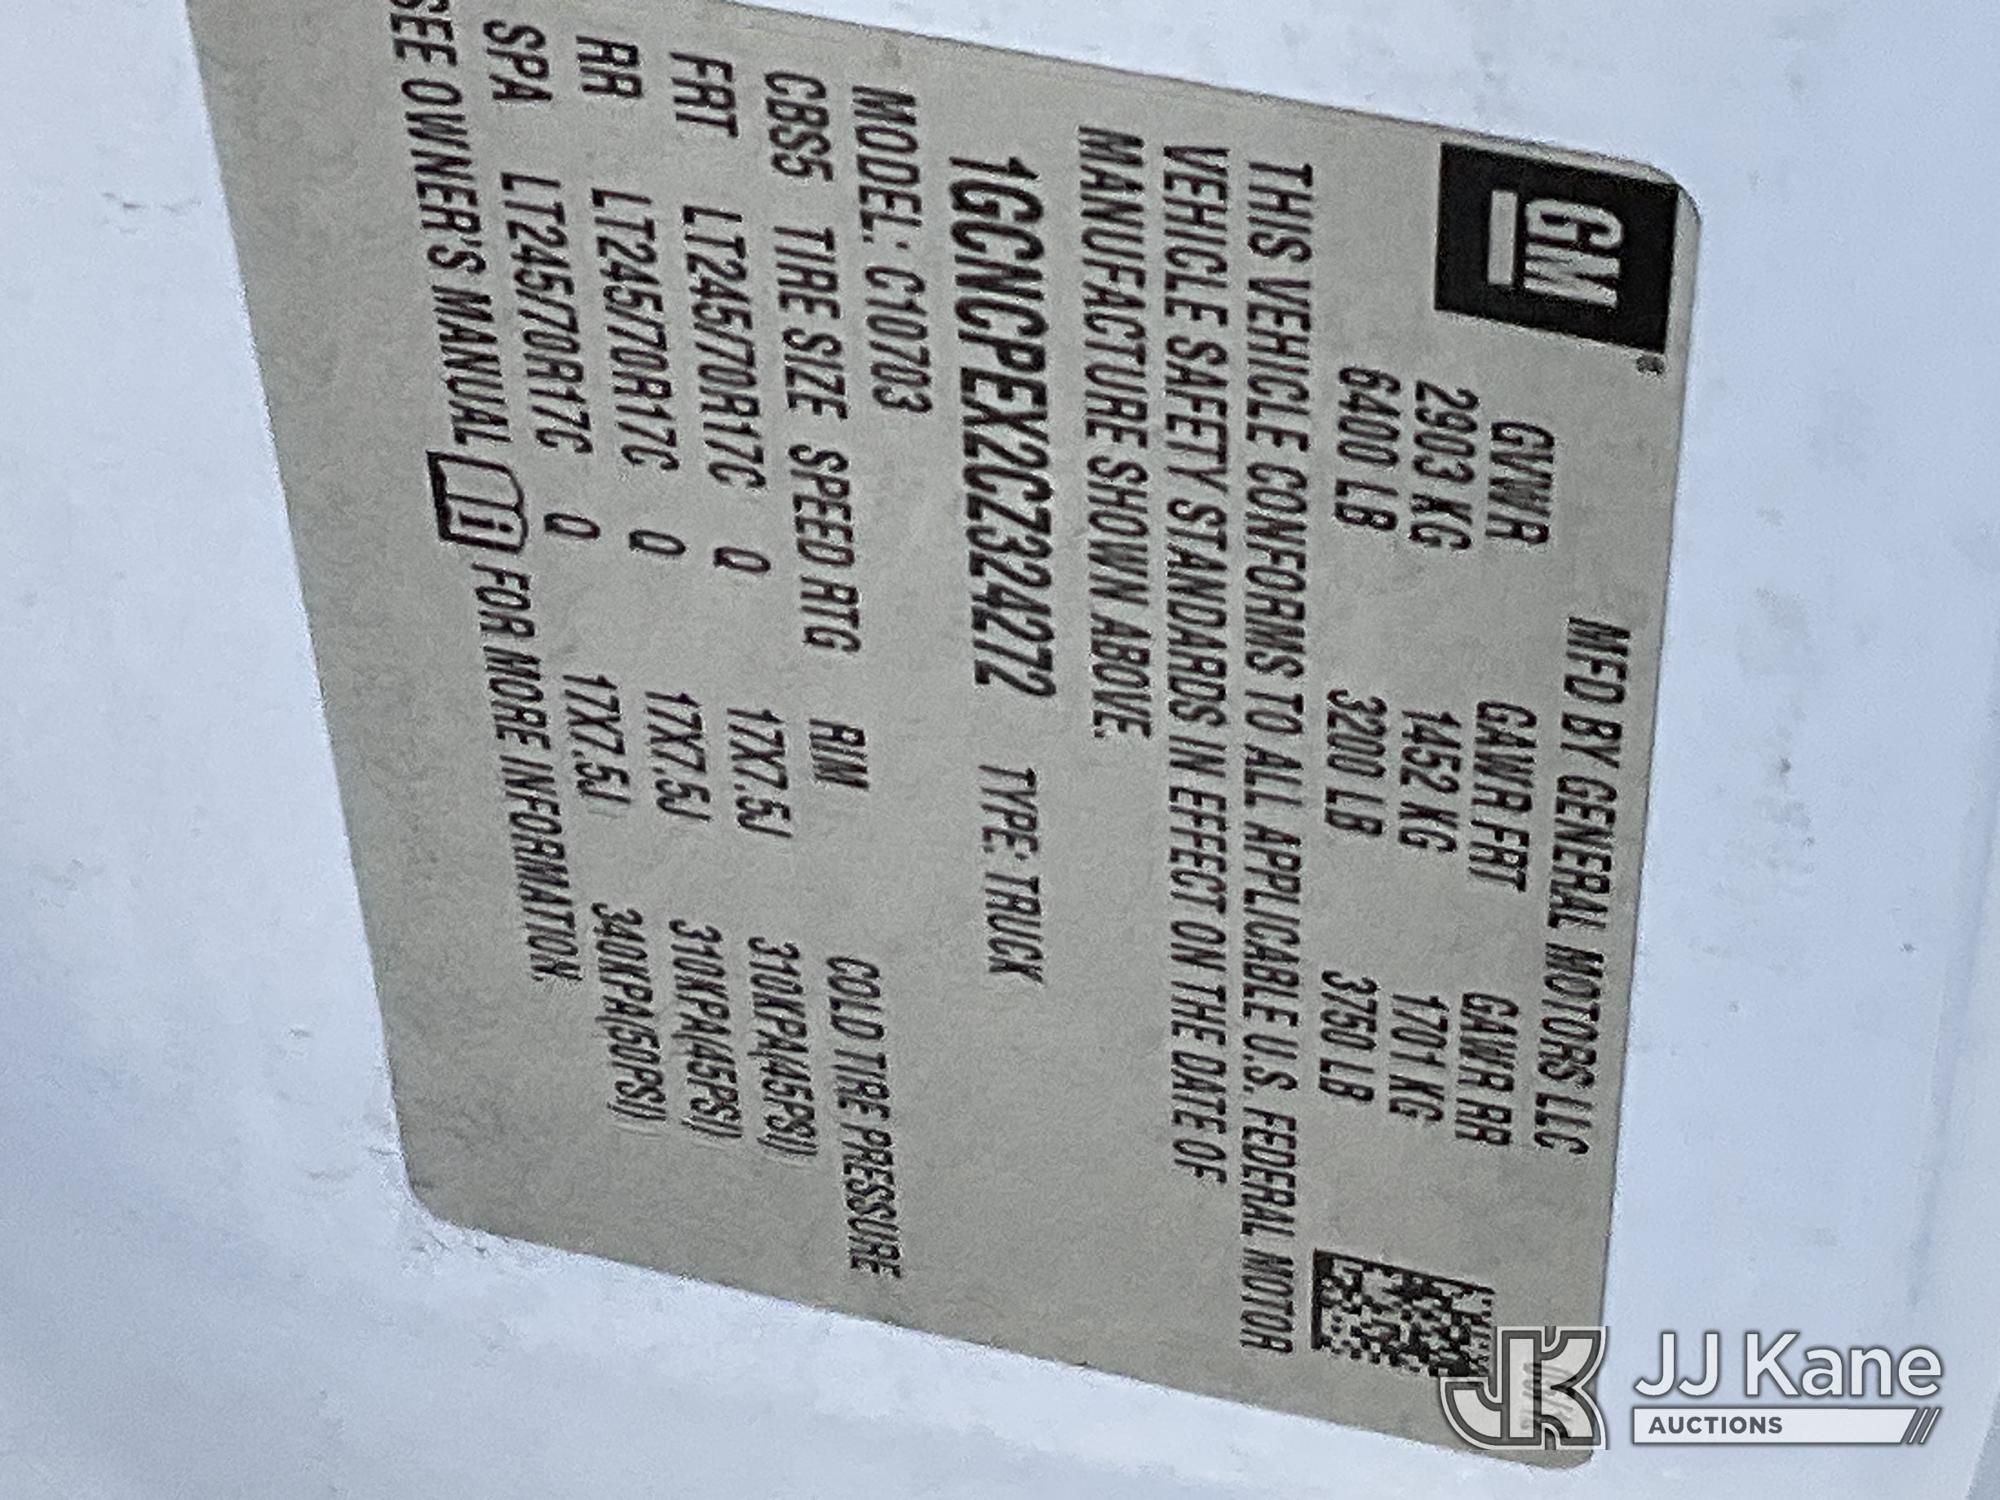 GM
MFD BY GENERAL MOTORS LLC
GVWR GAWR FRT GAWR RR
2903 KG 1452 KG 1701 KG
6400 LB 3200 LB 3750 LB
THIS VEHICLE CONFORMS TO ALL APPLICABLE U.S. FEDERAL MOTOR
VEHICLE SAFETY STANDARDS IN EFFECT ON THE DATE OF
MANUFACTURE SHOWN ABOVE.
1GCNCPEX2CZ324272 TYPE: TRUCK
MODEL: C10703
CBS5 TIRE SIZE SPEED RTG RIM COLD TIRE PRESSURE
FRT LT245/70R17C Q 17X7.5J 310KPA(45PSI)
RR LT245/70R17C Q 17X7.5J 310KPA(45PSI)
SPA LT245/70R17C Q 17X7.5J 340KPA(50PSI)
SEE OWNER'S MANUAL FOR MORE INFORMATION.
JK JJ Kane
AUCTIONS